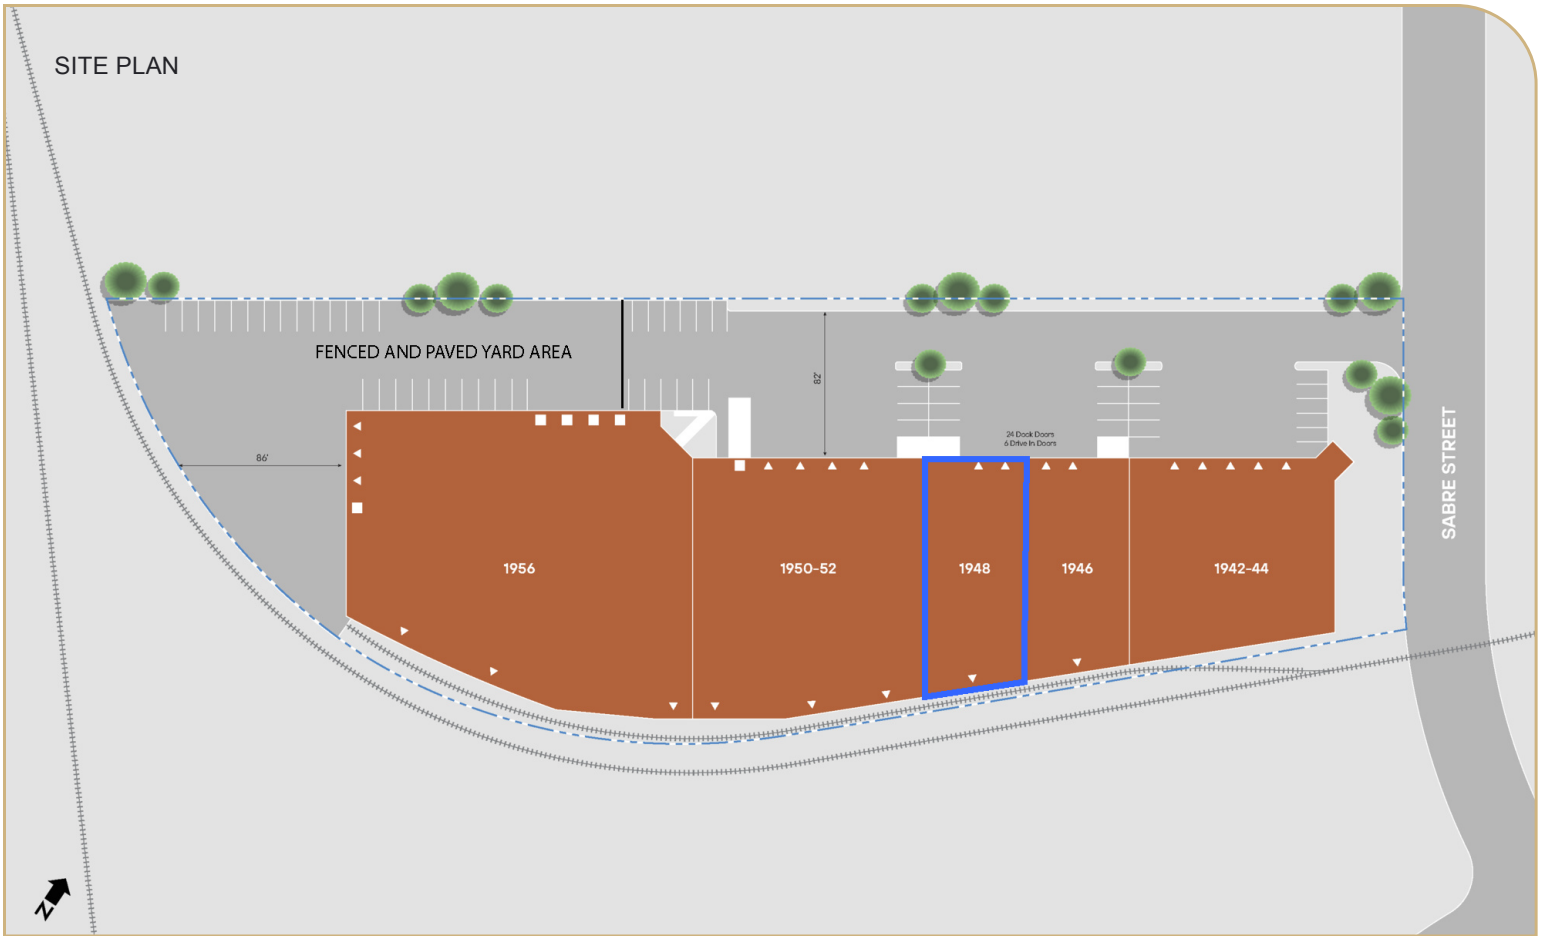 SITE PLAN
FENCED AND PAVED YARD AREA
82'
24 Dock Doors
6 Drive In Doors
86'
SABRE STREET
1956
1950-52
1948
1946
1942-44
N